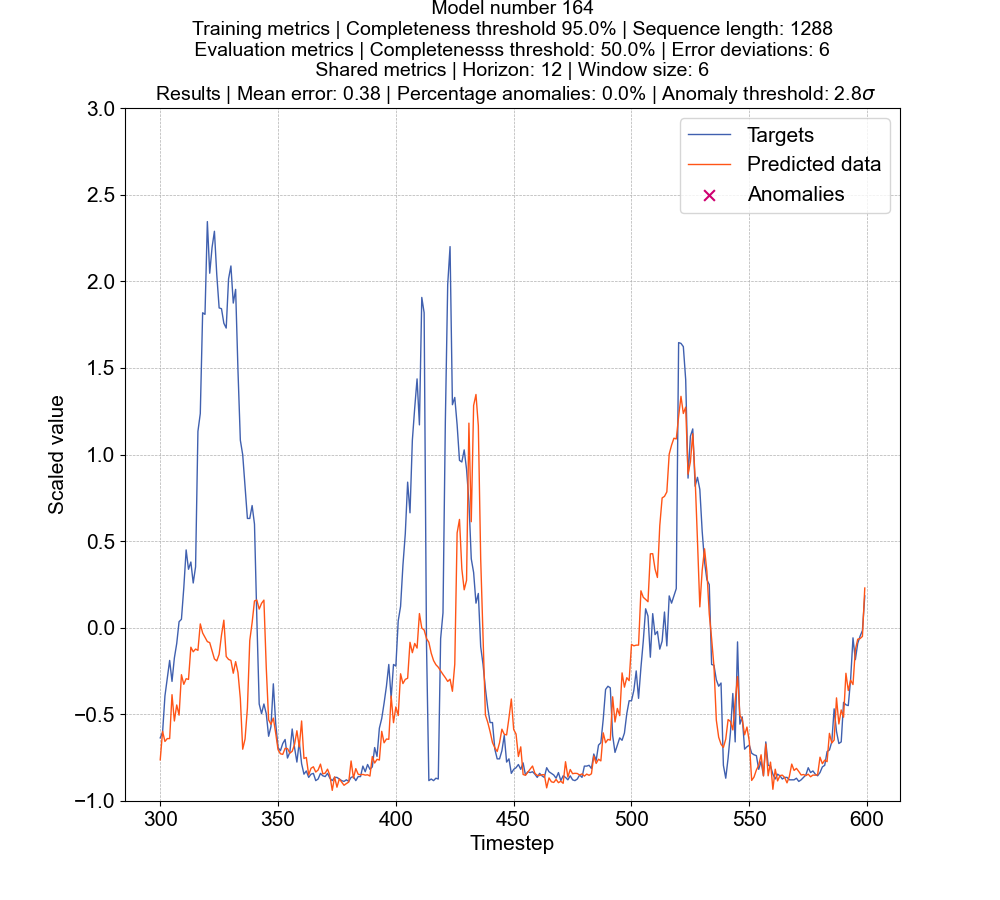 Model number 164
Training metrics | Completeness threshold 95.0% | Sequence length: 1288
Evaluation metrics | Completenesss threshold: 50.0% | Error deviations: 6
Shared metrics | Horizon: 12 | Window size: 6
Results | Mean error: 0.38 | Percentage anomalies: 0.0% | Anomaly threshold: 2.8σ
3.0
2.5
2.0
1.5
1.0
0.5
0.0
−0.5
−1.0
Scaled value
Targets
Predicted data
Anomalies
300 350 400 450 500 550 600
Timestep